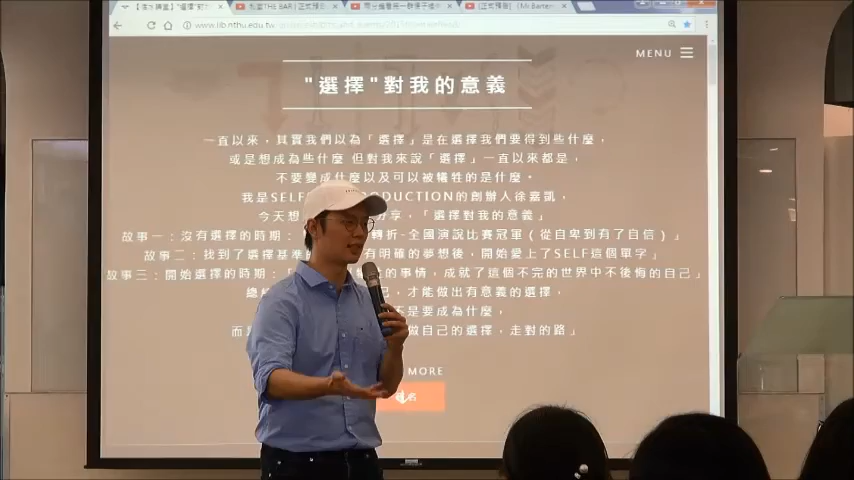 www.lib.nthu.edu.tw
MENU
"選擇"對我的意義
一直以來，其實我們以為「選擇」是在選擇我們要得到些什麼，
或是想成為些什麼 但對我來說「選擇」一直以來都是，
不要變成什麼以及可以被犧牲的是什麼。
我是SELF RODUCTION的創辦人徐嘉凱，
今天想 分享，「選擇對我的意義」
故事一：沒有選擇的時期： 轉折-全國演說比賽冠軍（從自卑到有了自信）」
故事二：找到了選擇基準的 有明確的夢想後，開始愛上了SELF這個單字」
故事三：開始選擇的時期：「 的事情，成就了這個不完的世界中不後悔的自己」
總 己，才能做出有意義的選擇，
不是要成為什麼，
而是 做自己的選擇，走對的路」
MORE
報名